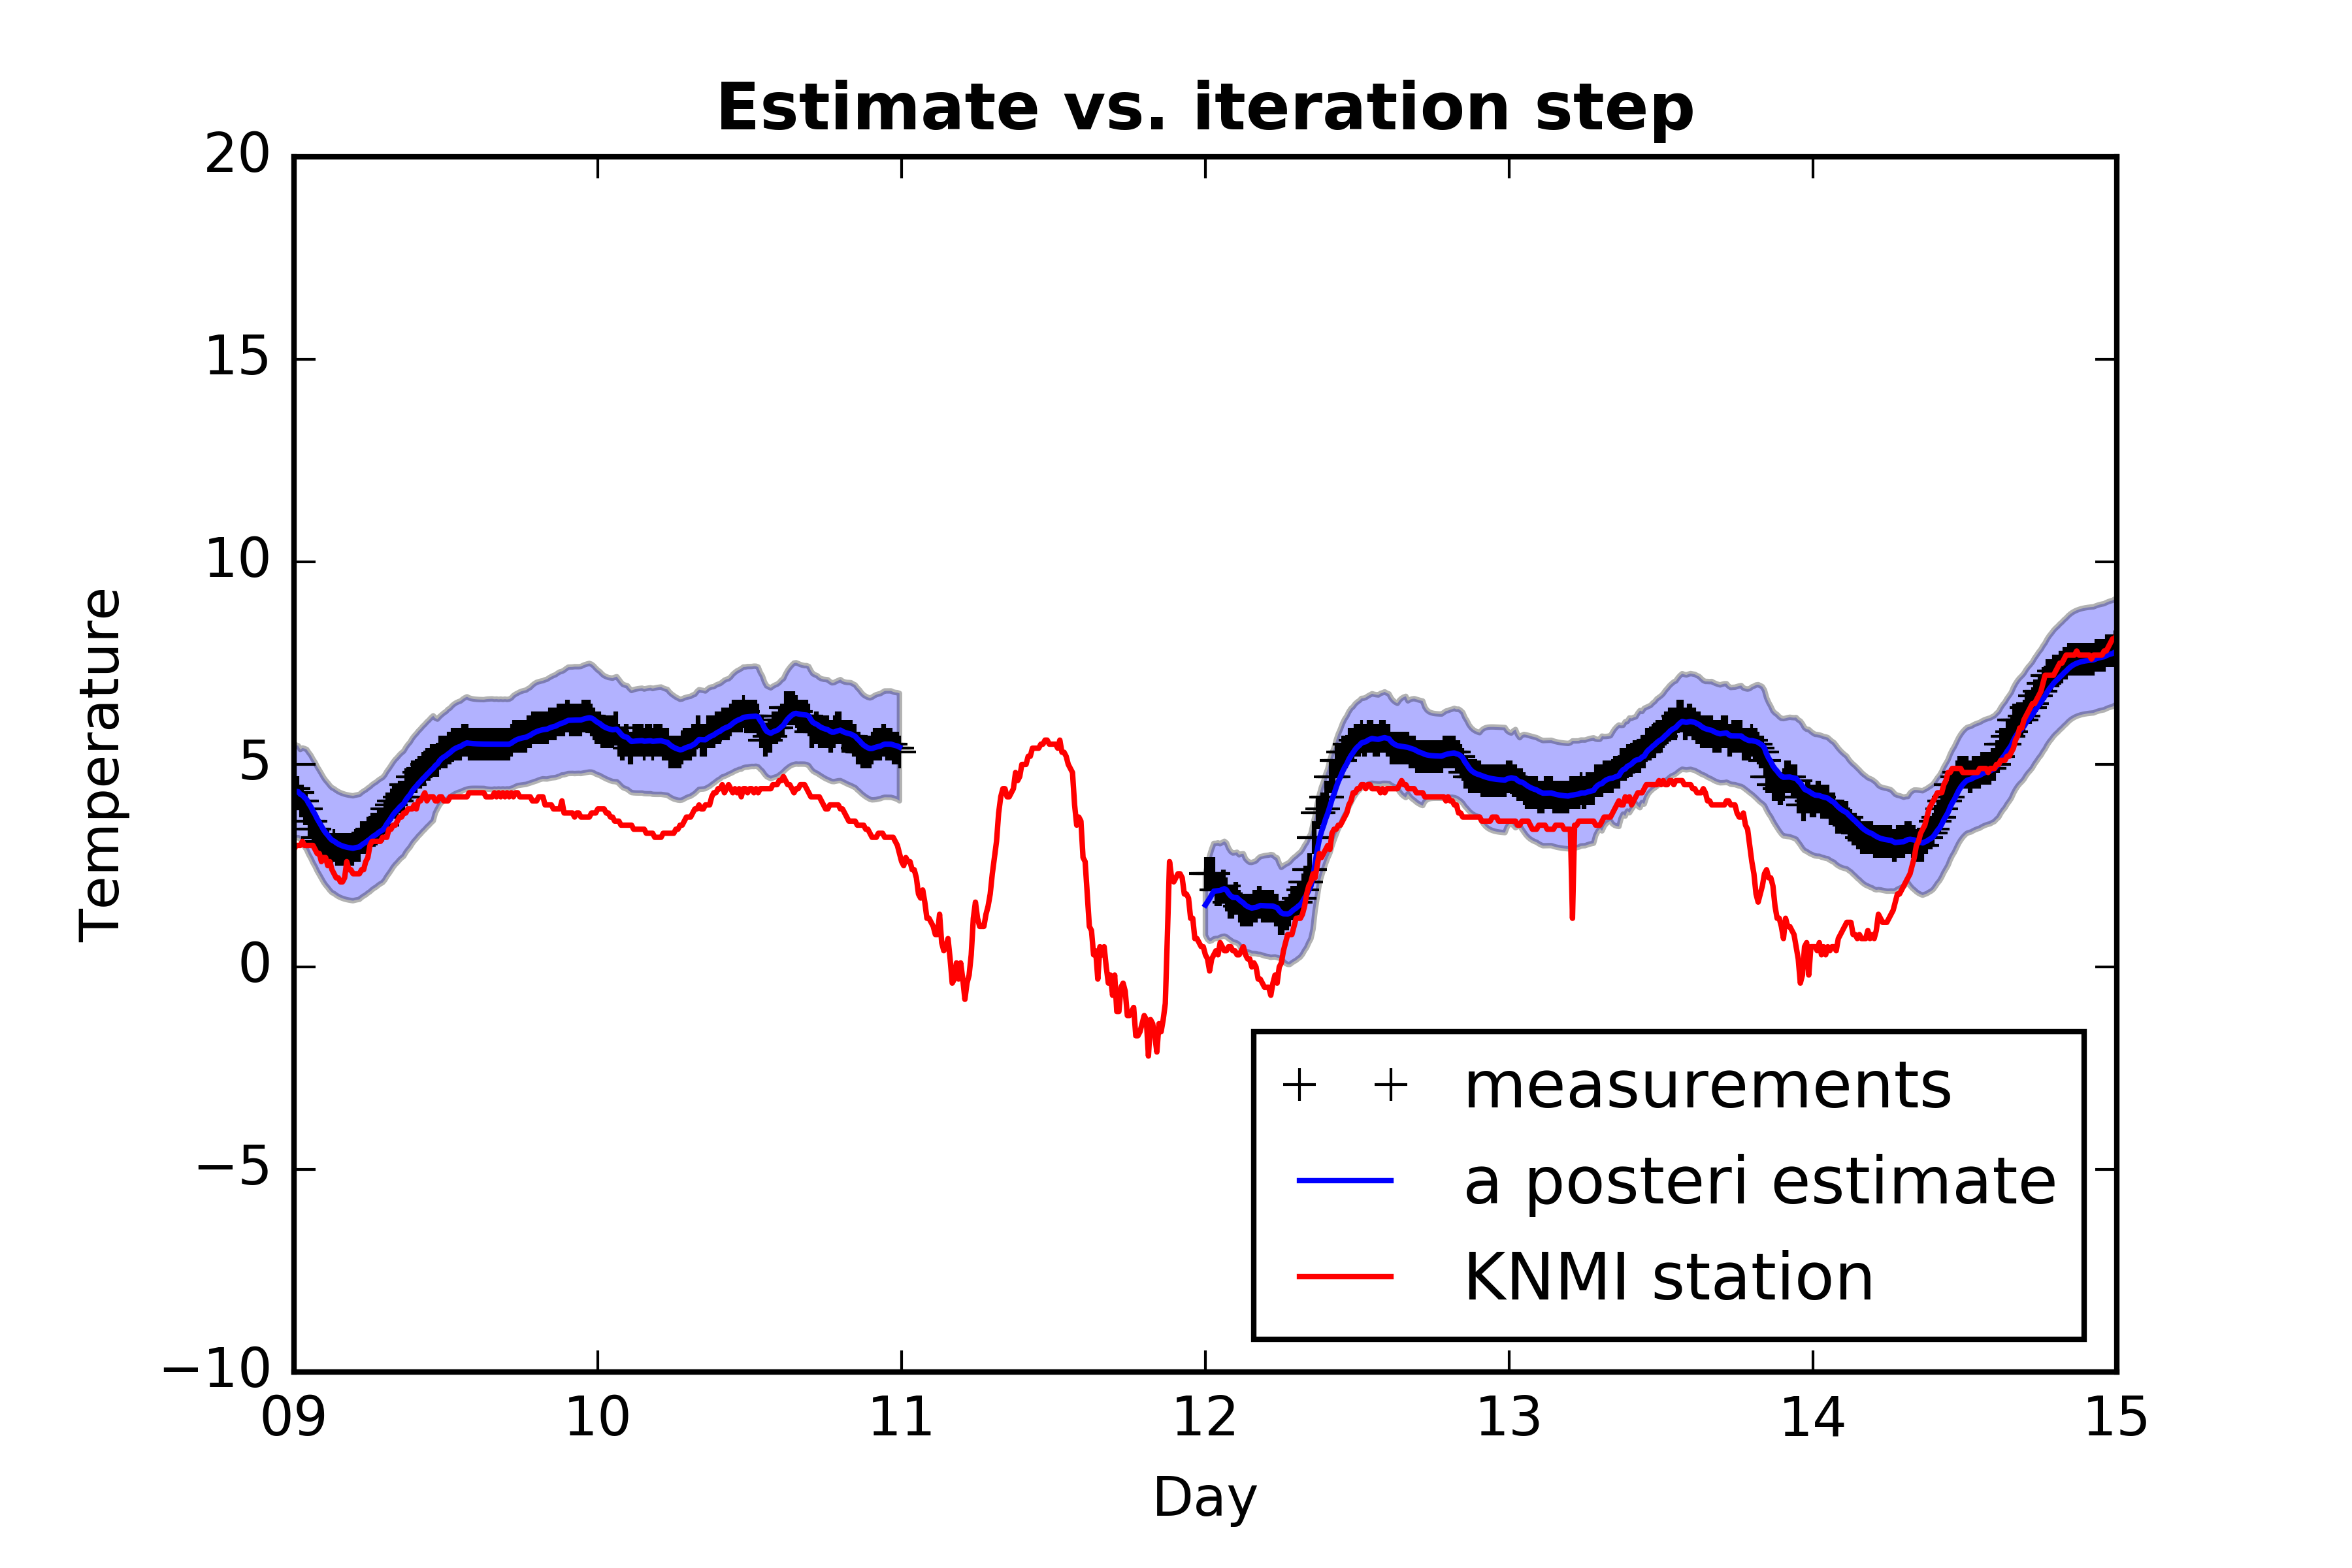 Estimate vs. iteration step
20
15
10
5
0
−5
−10
Temperature
measurements
a posteri estimate
KNMI station
09 10 11 12 13 14 15
Day